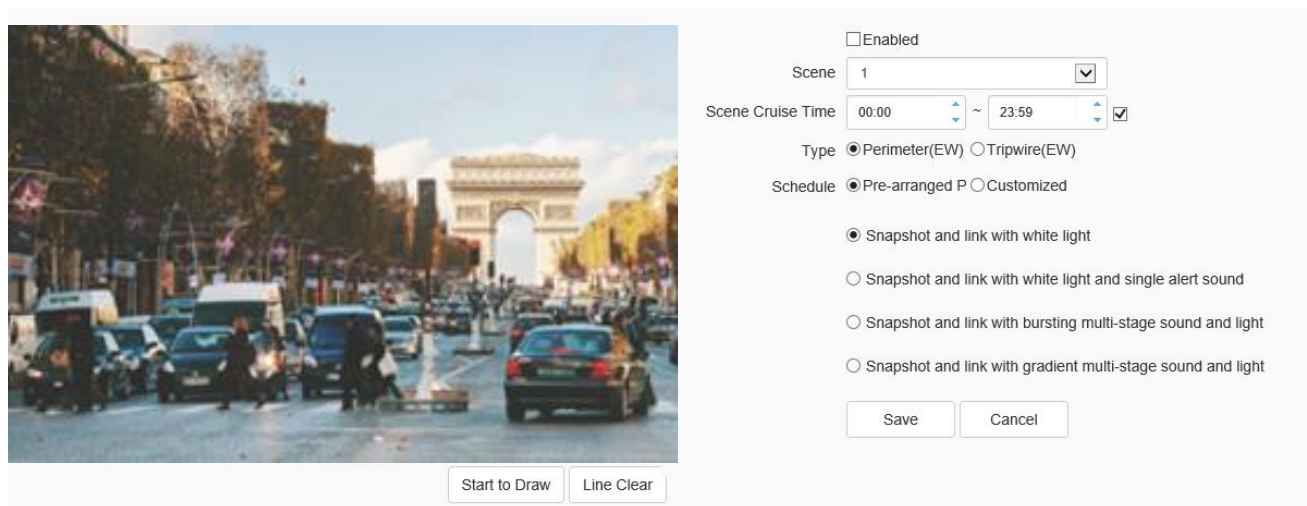 Enabled
Scene 1
Scene Cruise Time 00:00 ~ 23:59
Type Perimeter(EW) Tripwire(EW)
Schedule Pre-arranged P Customized
Snapshot and link with white light
Snapshot and link with white light and single alert sound
Snapshot and link with bursting multi-stage sound and light
Snapshot and link with gradient multi-stage sound and light
Save Cancel
Start to Draw Line Clear